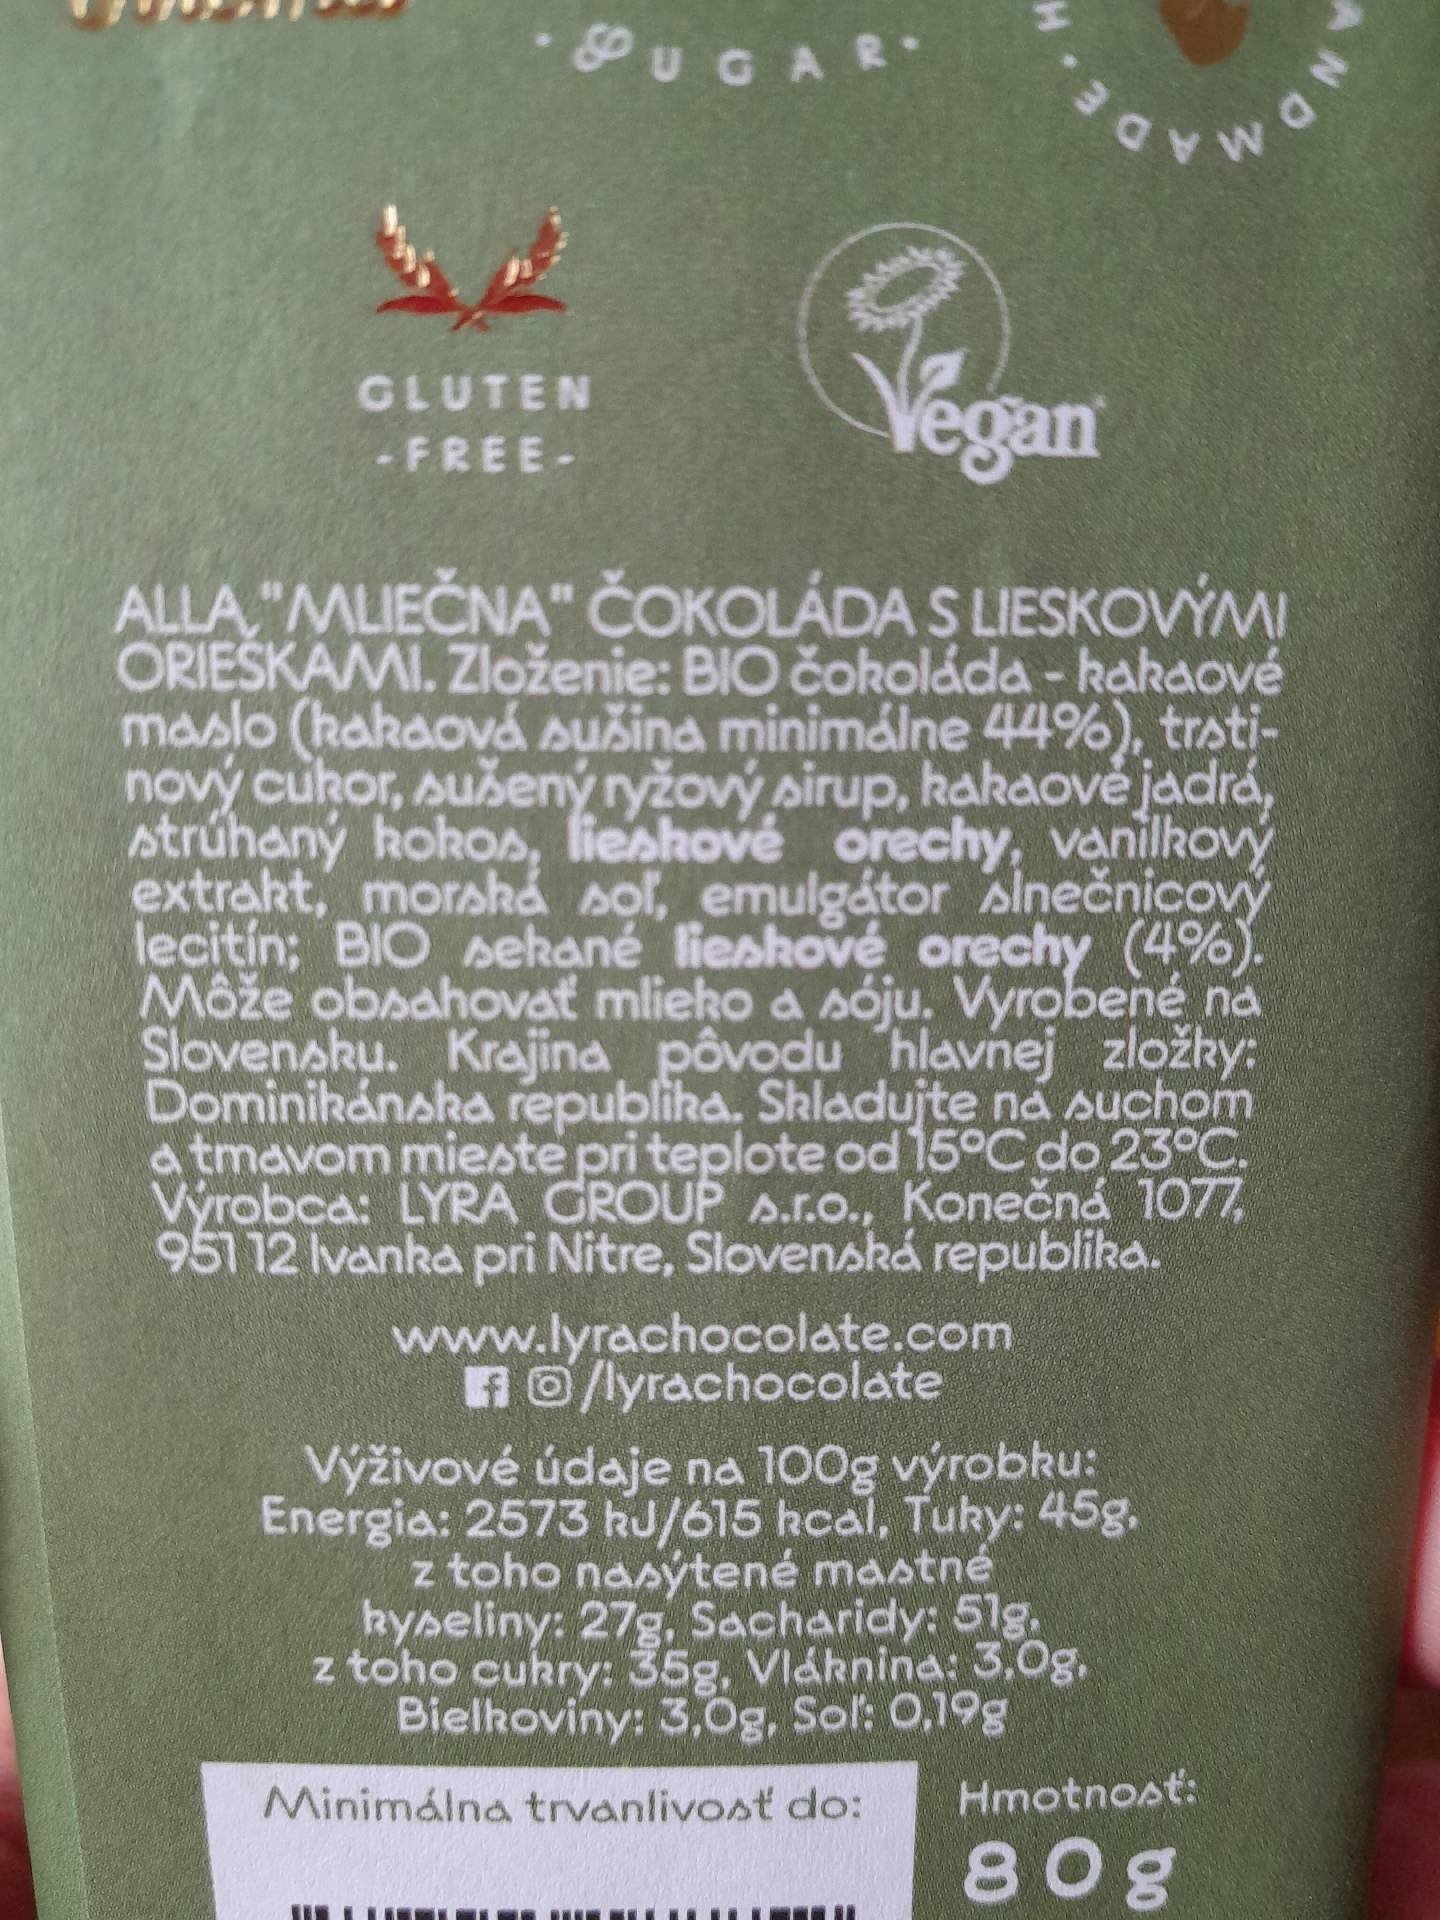 · SUGAR·
HANDMADE ·
GLUTEN
-FREE-
Vegan
ALLA "MLIEČNA" ČOKOLÁDA S LIESKOVÝMI
ORIEŠKAMI. Zloženie: BIO čokoláda - kakaové
maslo (kakaová sušina minimálne 44%), trsti-
nový cukor, sušený ryžový sirup, kakaové jadrá,
strúhaný kokos, lieskové orechy, vanilkový
extrakt, morská soľ, emulgátor slnečnicový
lecitín; BIO sekané lieskové orechy (4%).
Môže obsahovať mlieko a sóju. Vyrobené na
Slovensku. Krajina pôvodu hlavnej zložky:
Dominikánska republika. Skladujte na suchom
a tmavom mieste pri teplote od 15°C do 23°C.
Výrobca: LYRA GROUP s.r.o., Konečná 1077,
951 12 Ivanka pri Nitre, Slovenská republika.
www.lyrachocolate.com
/lyrachocolate
Výživové údaje na 100g výrobku:
Energia: 2573 kJ/615 kcal, Tuky: 45g,
z toho nasýtené mastné
kyseliny: 27g, Sacharidy: 51g,
z toho cukry: 35g, Vláknina: 3,0g,
Bielkoviny: 3,0g, Soľ: 0,19g
Minimálna trvanlivosť do:
Hmotnosť:
80g